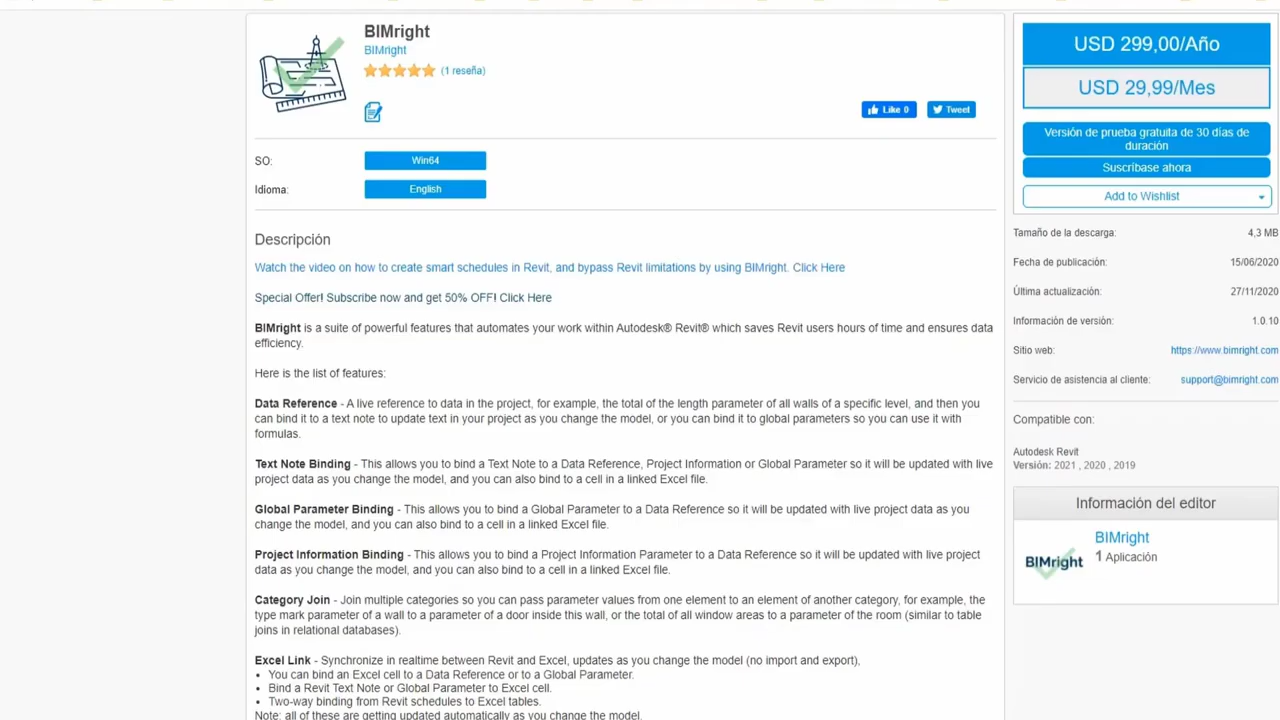 BIMright
BIMright
(1 reseña)
Like 0
Tweet
SO:
Win64
Idioma:
English
Descripción
Watch the video on how to create smart schedules in Revit, and bypass Revit limitations by using BIMright. Click Here
Special Offer! Subscribe now and get 50% OFF! Click Here
BIMright is a suite of powerful features that automates your work within Autodesk® Revit® which saves Revit users hours of time and ensures data
efficiency.
Here is the list of features:
Data Reference - A live reference to data in the project, for example, the total of the length parameter of all walls of a specific level, and then you
can bind it to a text note to update text in your project as you change the model, or you can bind it to global parameters so you can use it with
formulas.
Text Note Binding - This allows you to bind a Text Note to a Data Reference, Project Information or Global Parameter so it will be updated with live
project data as you change the model, and you can also bind to a cell in a linked Excel file.
Global Parameter Binding - This allows you to bind a Global Parameter to a Data Reference so it will be updated with live project data as you
change the model, and you can also bind to a cell in a linked Excel file.
Project Information Binding - This allows you to bind a Project Information Parameter to a Data Reference so it will be updated with live project
data as you change the model, and you can also bind to a cell in a linked Excel file.
Category Join - Join multiple categories so you can pass parameter values from one element to an element of another category, for example, the
type mark parameter of a wall to a parameter of a door inside this wall, or the total of all window areas to a parameter of the room (similar to table
joins in relational databases).
Excel Link - Synchronize in realtime between Revit and Excel, updates as you change the model (no import and export),
• You can bind an Excel cell to a Data Reference or to a Global Parameter.
• Bind a Revit Text Note or Global Parameter to Excel cell.
• Two-way binding from Revit schedules to Excel tables.
Note: all of these are getting updated automatically as you change the model.
USD 299,00/Año
USD 29,99/Mes
Versión de prueba gratuita de 30 días de
duración
Suscríbase ahora
Add to Wishlist
Tamaño de la descarga: 4,3 MB
Fecha de publicación: 15/06/2020
Última actualización: 27/11/2020
Información de versión: 1.0.10
Sitio web: https://www.bimright.com
Servicio de asistencia al cliente: support@bimright.com
Compatible con:
Autodesk Revit
Versión: 2021 , 2020 , 2019
Información del editor
BIMright
BIMright
1 Aplicación